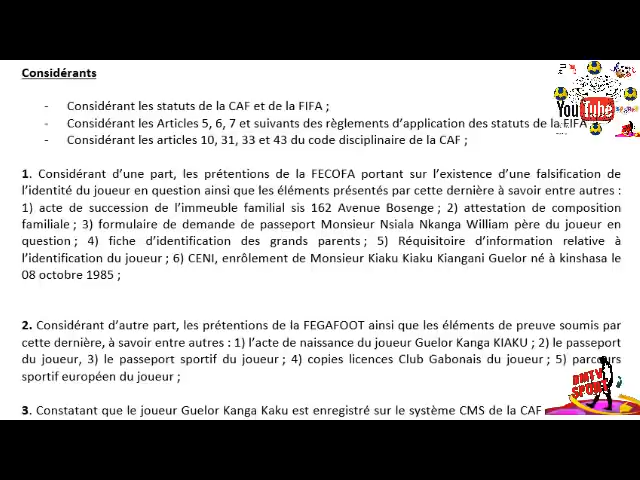 Considérants
- Considérant les statuts de la CAF et de la FIFA ;
- Considérant les Articles 5, 6, 7 et suivants des règlements d'application des statuts de la FIFA
- Considérant les articles 10, 31, 33 et 43 du code disciplinaire de la CAF ;
1. Considérant d'une part, les prétentions de la FECOFA portant sur l'existence d'une falsification de
l'identité du joueur en question ainsi que les éléments présentés par cette dernière à savoir entre autres :
1) acte de succession de l'immeuble familial sis 162 Avenue Bosenge ; 2) attestation de composition
familiale ; 3) formulaire de demande de passeport Monsieur Nsiala Nkanga William père du joueur en
question ; 4) fiche d'identification des grands parents ; 5) Réquisitoire d'information relative à
l'identification du joueur ; 6) CENI, enrôlement de Monsieur Kiaku Kiaku Kiangani Guelor né à kinshasa le
08 octobre 1985 ;
2. Considérant d'autre part, les prétentions de la FEGAFOOT ainsi que les éléments de preuve soumis par
cette dernière, à savoir entre autres : 1) l'acte de naissance du joueur Guelor Kanga KIAKU ; 2) le passeport
du joueur, 3) le passeport sportif du joueur ; 4) copies licences Club Gabonais du joueur ; 5) parcours
sportif européen du joueur ;
3. Constatant que le joueur Guelor Kanga Kaku est enregistré sur le système CMS de la CAF
YouTube
BMTV
SPORT